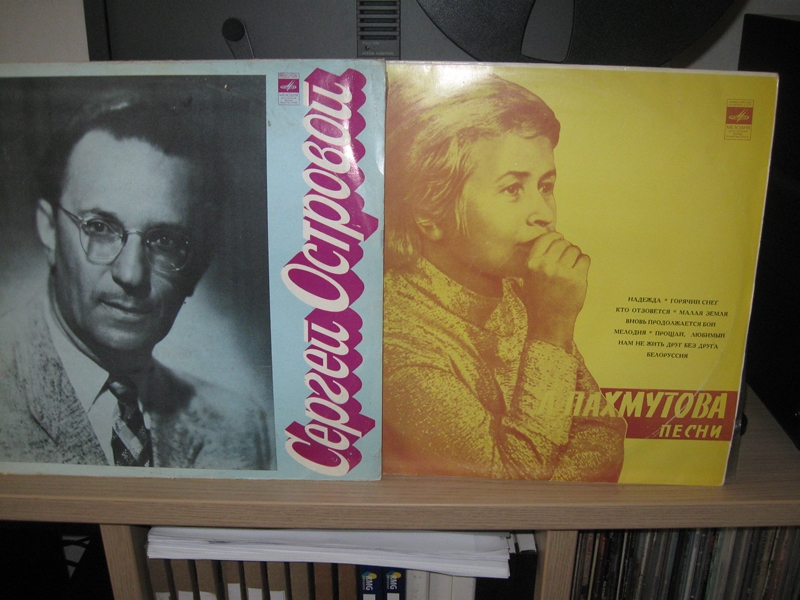 Сергей Островой
НАДЕЖДА * ГОРЯЧИЙ СНЕГ
КТО ОТЗОВЕТСЯ * МАЛАЯ ЗЕМЛЯ
ВНОВЬ ПРОДОЛЖАЕТСЯ БОЙ
МЕЛОДИЯ * ПРОЩАЙ, ЛЮБИМЫЙ
НАМ НЕ ЖИТЬ ДРУГ БЕЗ ДРУГА
БЕЛОРУССИЯ
А. ПАХМУТОВА
ПЕСНИ